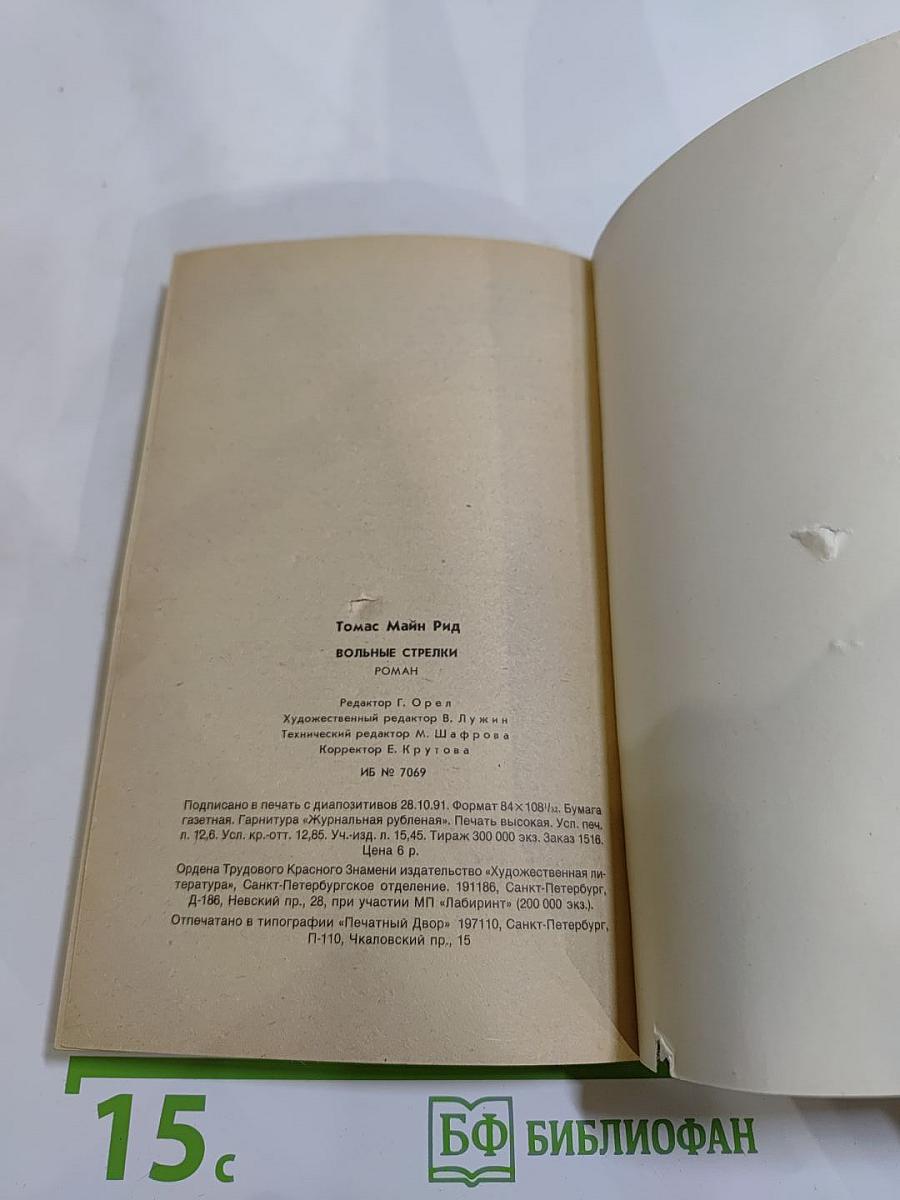 Томас Майн Рид
ВОЛЬНЫЕ СТРЕЛКИ
РОМАН
Редактор Г. Орел
Художественный редактор В. Лужин
Технический редактор М. Шафрова
Корректор Е. Крутова
ИБ № 7069
Подписано в печать с диапозитивов 28.10.91. Формат 84×108¹/₃₂. Бумага
газетная. Гарнитура «Журнальная рубленая». Печать высокая. Усл. печ.
л. 12,6. Усл. кр.-отт. 12,85. Уч.-изд. л. 15,45. Тираж 300 000 экз. Заказ 1516.
Цена 6 р.
Ордена Трудового Красного Знамени издательство «Художественная ли-
тература», Санкт-Петербургское отделение. 191186, Санкт-Петербург,
Д-186, Невский пр., 28, при участии МП «Лабиринт» (200 000 экз.).
Отпечатано в типографии «Печатный Двор» 197110, Санкт-Петербург,
П-110, Чкаловский пр., 15
15 с
БФ БИБЛИОФАН